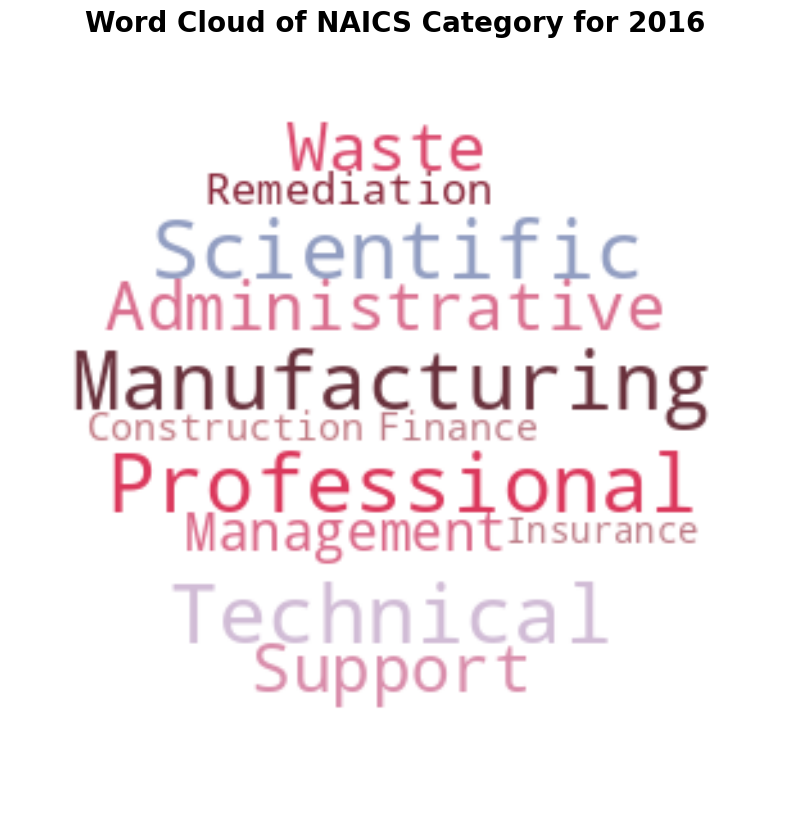 Word Cloud of NAICS Category for 2016
Waste
Remediation
Scientific
Administrative
Manufacturing
Construction Finance
Professional
Management Insurance
Technical
Support